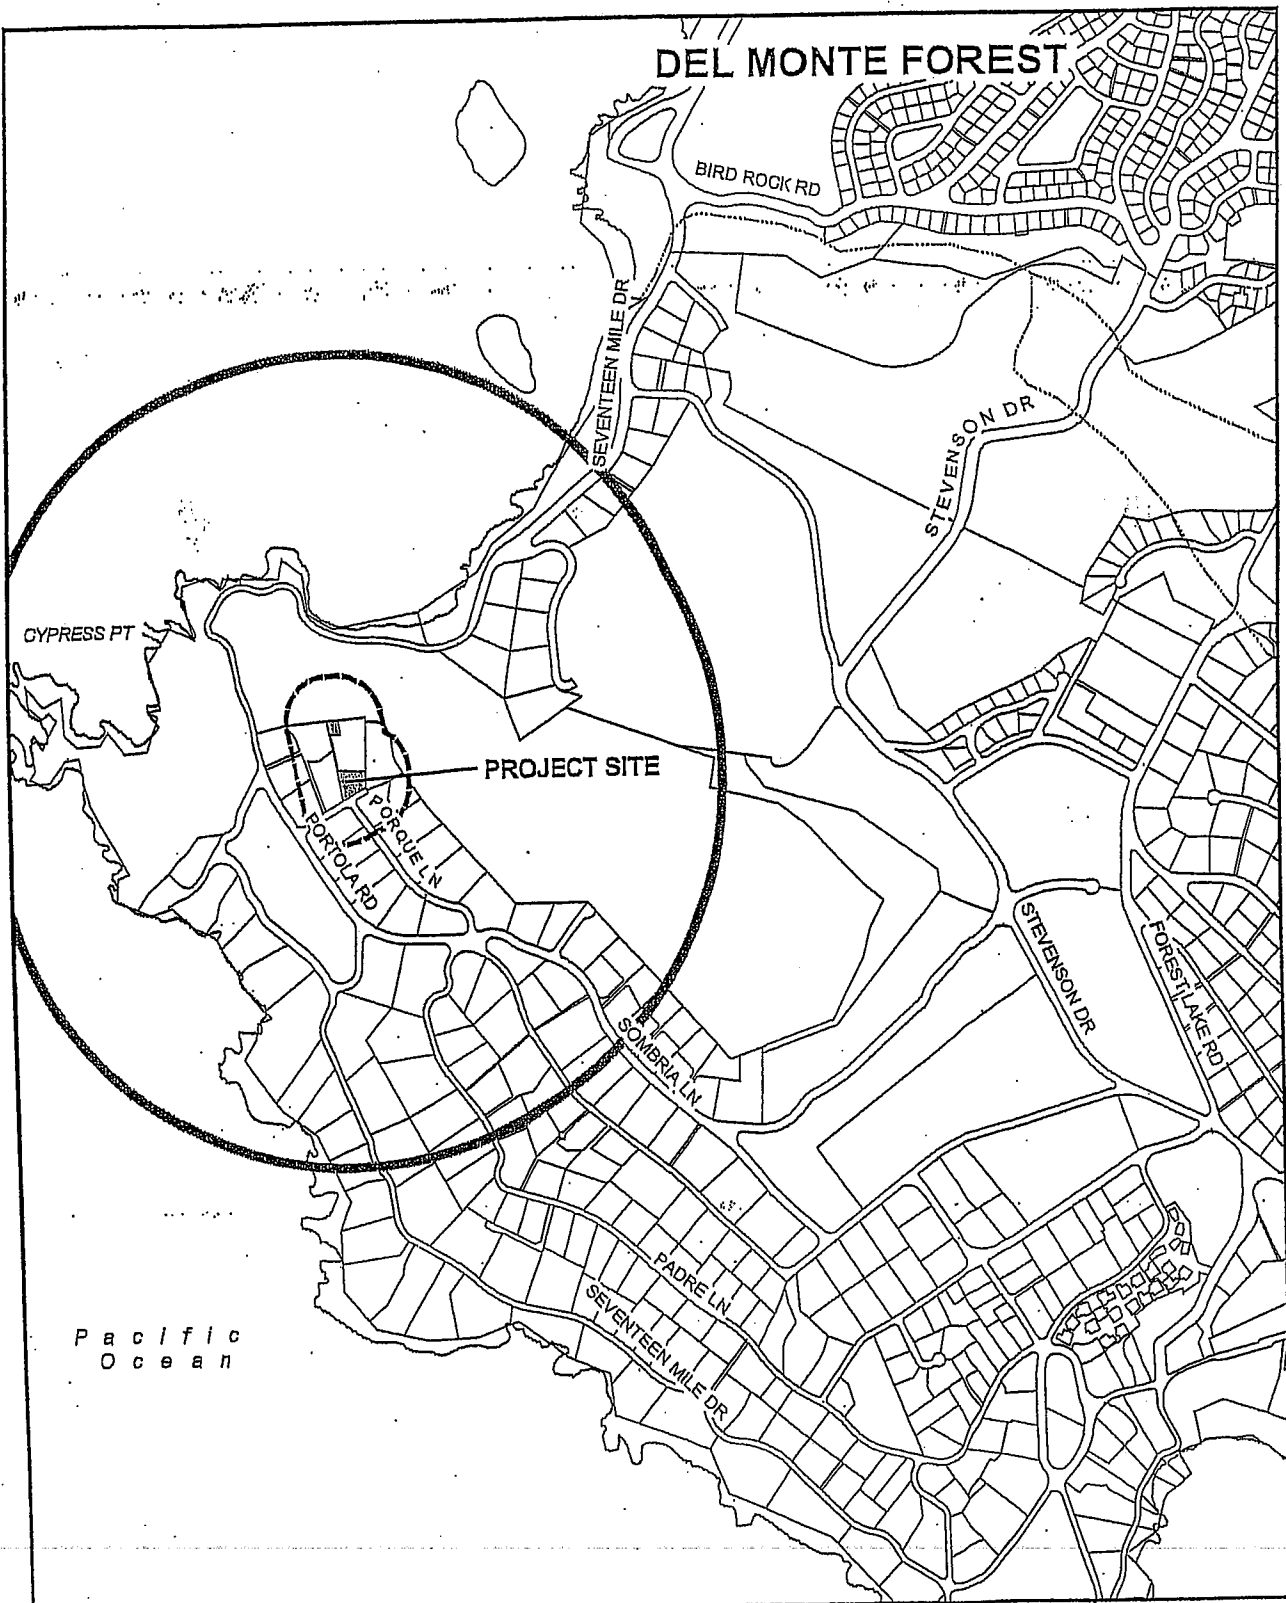 DEL MONTE FOREST
BIRD ROCK RD
SEVENTEEN MILE DR
STEVENSON DR
CYPRESS PT
PROJECT SITE
PORQUE LN
PORTOLA RD
STEVENSON DR
FOREST LAKE RD
SOMBRIA LN
PADRE LN
SEVENTEEN MILE DR
Pacific
Ocean